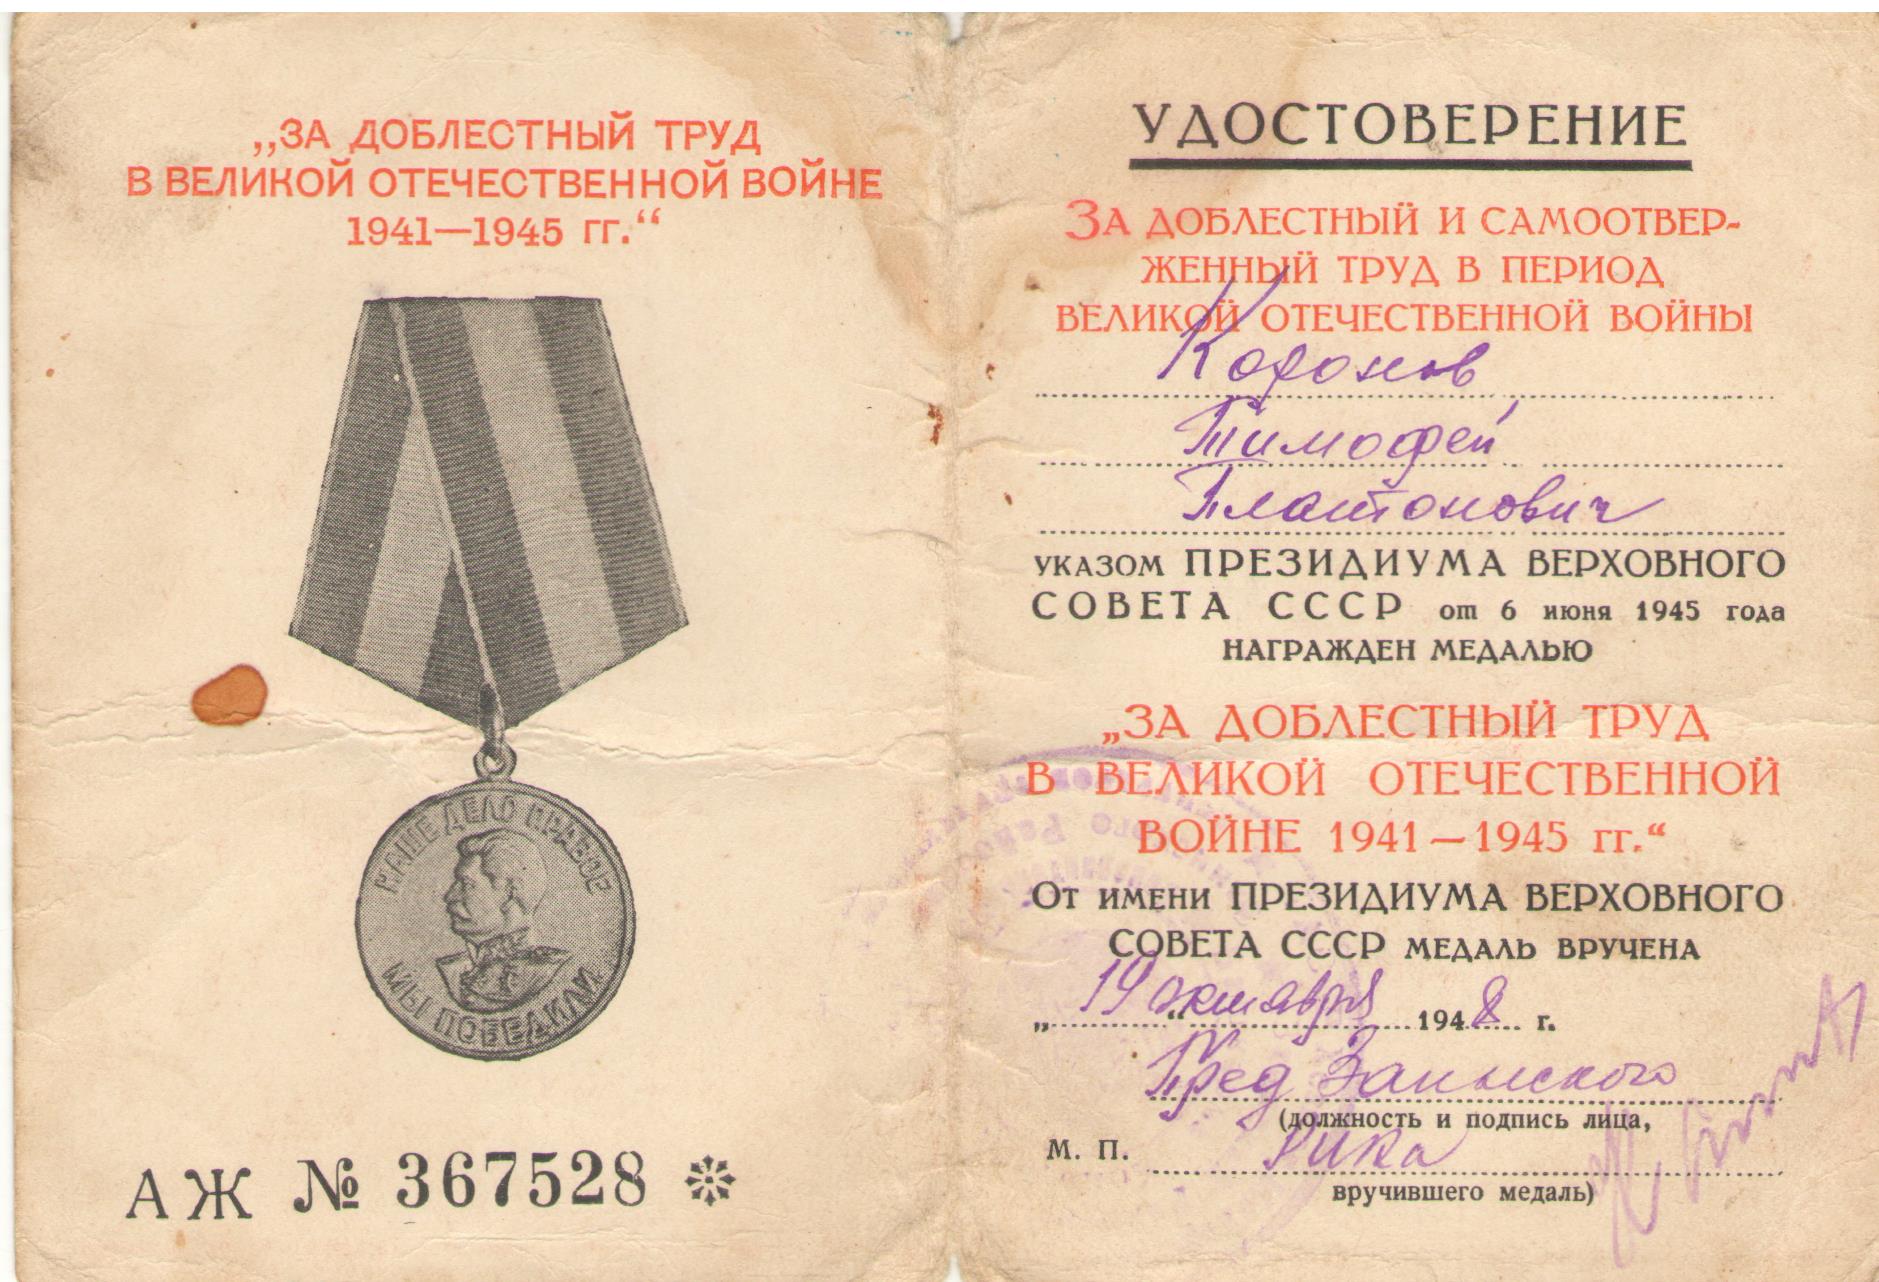 „ЗА ДОБЛЕСТНЫЙ ТРУД
В ВЕЛИКОЙ ОТЕЧЕСТВЕННОЙ ВОЙНЕ
1941—1945 гг.“
НАШЕ ДЕЛО ПРАВОЕ
МЫ ПОБЕДИЛИ
АЖ № 367528
УДОСТОВЕРЕНИЕ
ЗА ДОБЛЕСТНЫЙ И САМООТВЕР-
ЖЕННЫЙ ТРУД В ПЕРИОД
ВЕЛИКОЙ ОТЕЧЕСТВЕННОЙ ВОЙНЫ
Коронов
Тимофей
Платонович
УКАЗОМ ПРЕЗИДИУМА ВЕРХОВНОГО
СОВЕТА СССР от 6 июня 1945 года
НАГРАЖДЕН МЕДАЛЬЮ
„ЗА ДОБЛЕСТНЫЙ ТРУД
В ВЕЛИКОЙ ОТЕЧЕСТВЕННОЙ
ВОЙНЕ 1941—1945 гг.“
ОТ ИМЕНИ ПРЕЗИДИУМА ВЕРХОВНОГО
СОВЕТА СССР МЕДАЛЬ ВРУЧЕНА
„19“ октября 1948 г.
Пред Заинского
(должность и подпись лица,
М. П. РИКа
вручившего медаль)